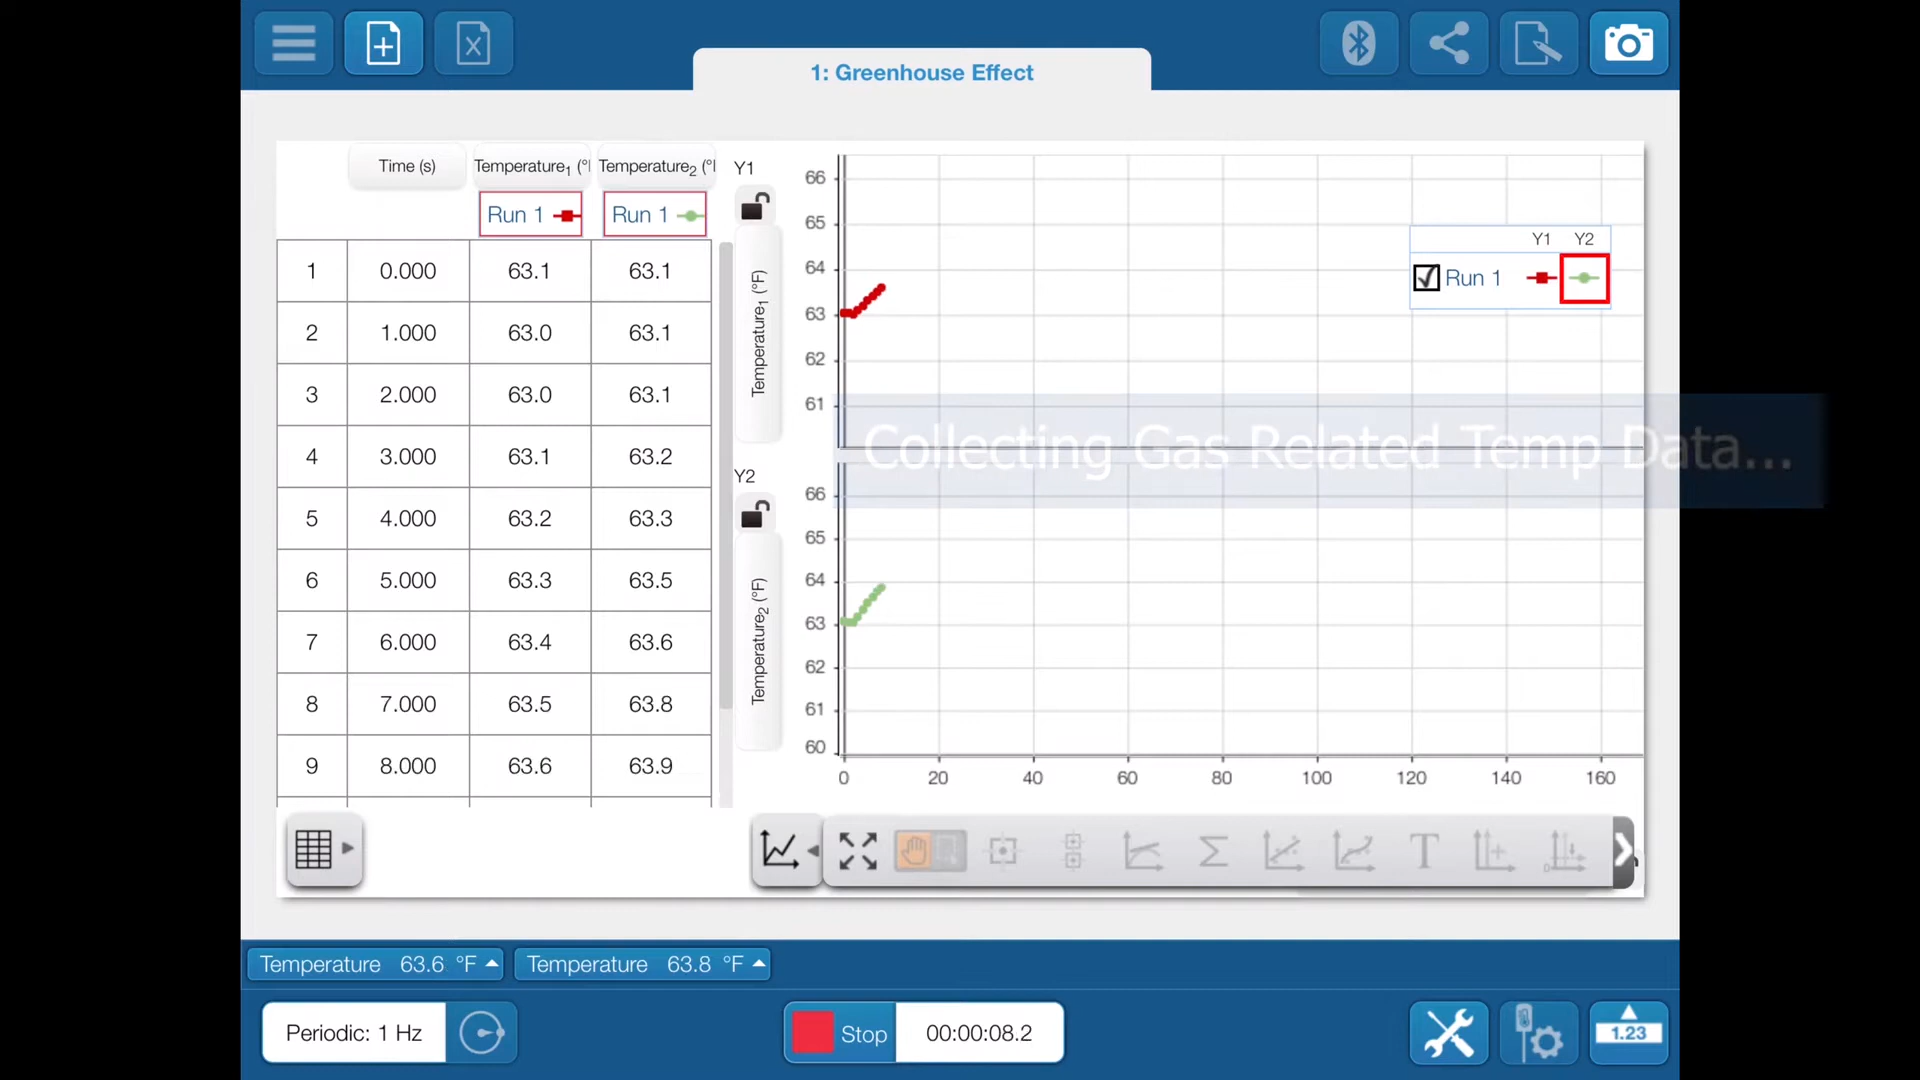 1: Greenhouse Effect
Time (s) Temperature1 (° Temperature2 (°
Run 1 Run 1
1 0.000 63.1 63.1
2 1.000 63.0 63.1
3 2.000 63.0 63.1
4 3.000 63.1 63.2
5 4.000 63.2 63.3
6 5.000 63.3 63.5
7 6.000 63.4 63.6
8 7.000 63.5 63.8
9 8.000 63.6 63.9
Y1
Temperature1 (°F)
66
65
64
63
62
61
Y1 Y2
Run 1
Collecting Gas Related Temp Data...
Y2
Temperature2 (°F)
66
65
64
63
62
61
60
0 20 40 60 80 100 120 140 160
Σ T
Temperature 63.6 °F Temperature 63.8 °F
Periodic: 1 Hz
Stop 00:00:08.2
1.23